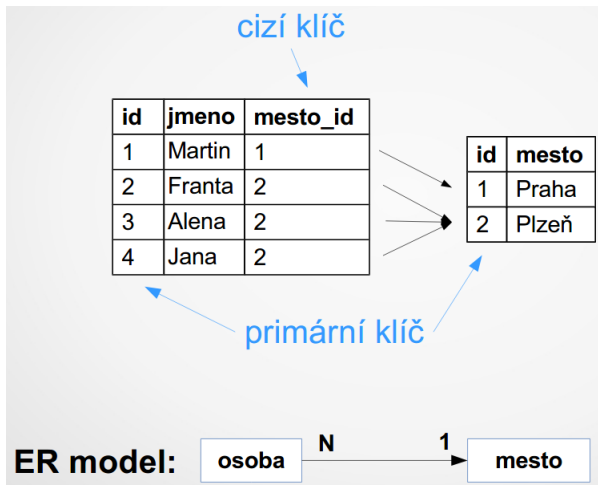 cizí klíč
id jmeno mesto_id
1 Martin 1
2 Franta 2
3 Alena 2
4 Jana 2
id mesto
1 Praha
2 Plzeň
primární klíč
ER model: osoba N 1 mesto